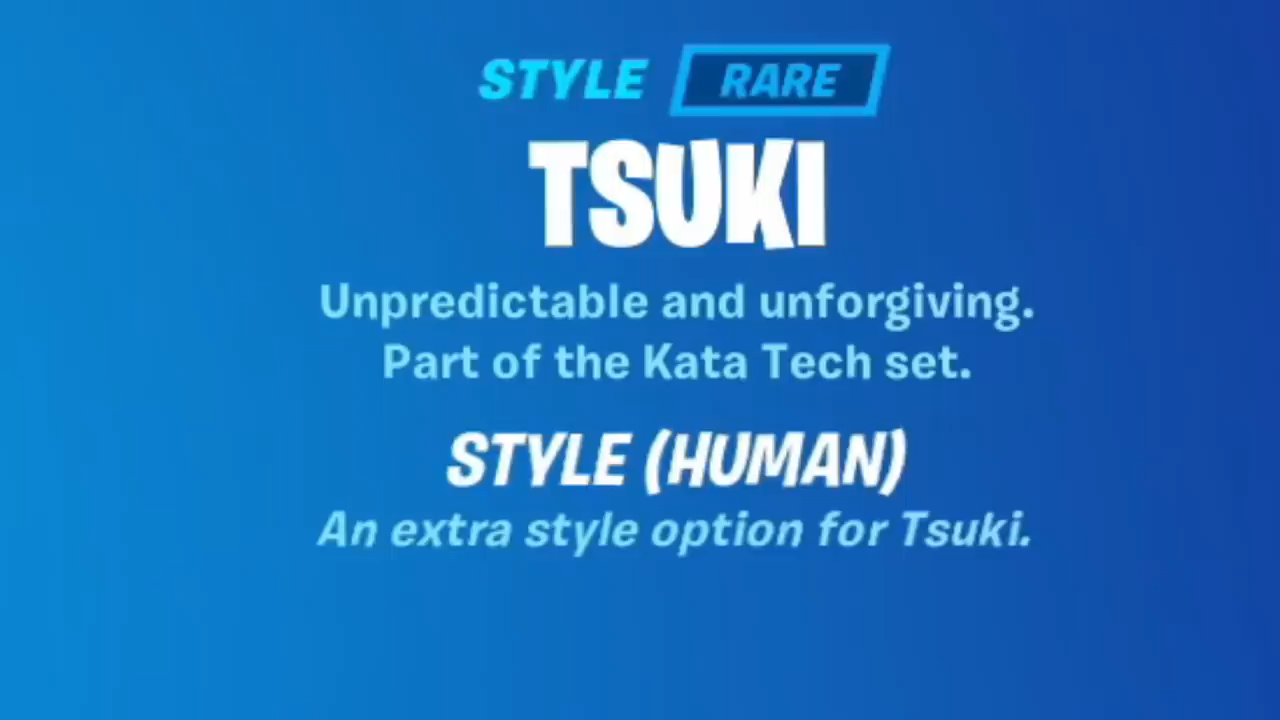 STYLE RARE
TSUKI
Unpredictable and unforgiving.
Part of the Kata Tech set.
STYLE (HUMAN)
An extra style option for Tsuki.